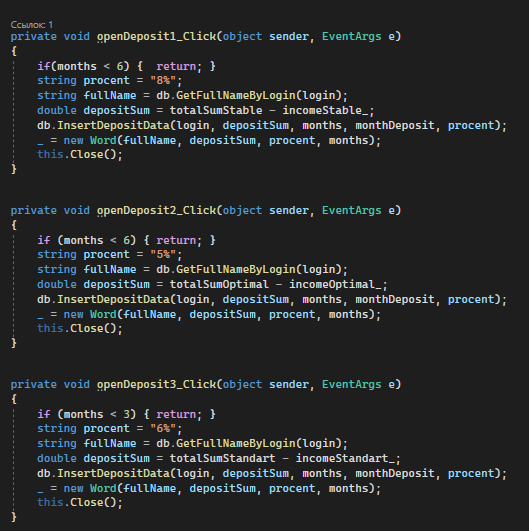 Ссылок: 1
private void openDeposit1_Click(object sender, EventArgs e)
{
if(months < 6) {  return; }
string procent = "8%";
string fullName = db.GetFullNameByLogin(login);
double depositSum = totalSumStable - incomeStable_;
db.InsertDepositData(login, depositSum, months, monthDeposit, procent);
_ = new Word(fullName, depositSum, procent, months);
this.Close();
}
private void openDeposit2_Click(object sender, EventArgs e)
{
if (months < 6) { return; }
string procent = "5%";
string fullName = db.GetFullNameByLogin(login);
double depositSum = totalSumOptimal - incomeOptimal_;
db.InsertDepositData(login, depositSum, months, monthDeposit, procent);
_ = new Word(fullName, depositSum, procent, months);
this.Close();
}
private void openDeposit3_Click(object sender, EventArgs e)
{
if (months < 3) { return; }
string procent = "6%";
string fullName = db.GetFullNameByLogin(login);
double depositSum = totalSumStandart - incomeStandart_;
db.InsertDepositData(login, depositSum, months, monthDeposit, procent);
_ = new Word(fullName, depositSum, procent, months);
this.Close();
}